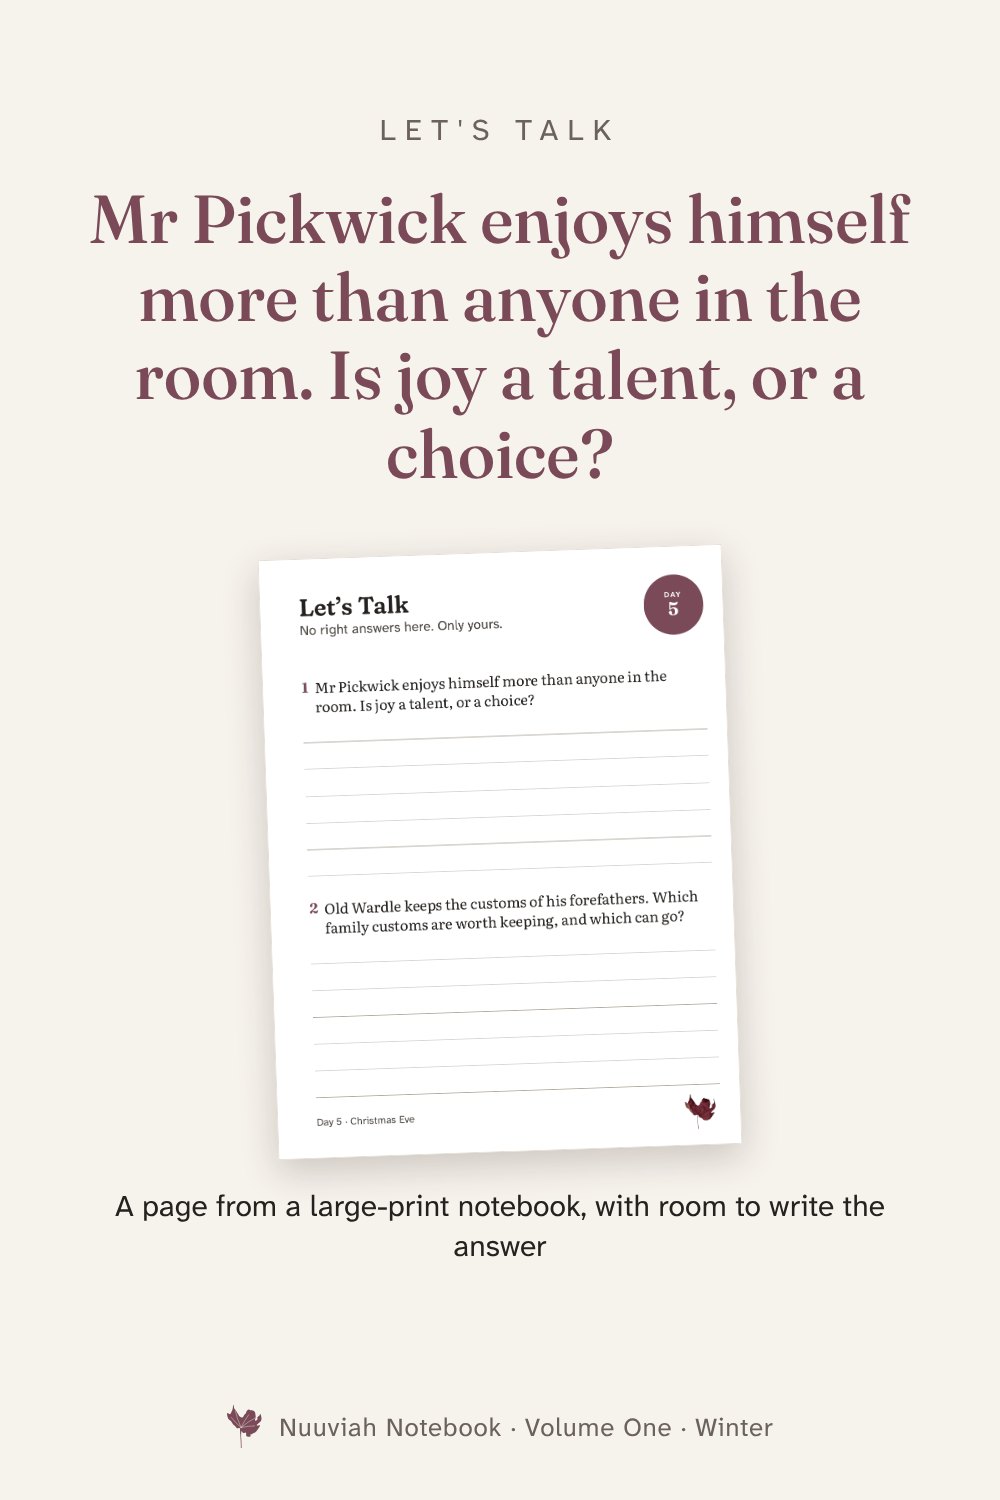 LET'S TALK
Mr Pickwick enjoys himself
more than anyone in the
room. Is joy a talent, or a
choice?
Let’s Talk
No right answers here. Only yours.
DAY
5
1 Mr Pickwick enjoys himself more than anyone in the
room. Is joy a talent, or a choice?
2 Old Wardle keeps the customs of his forefathers. Which
family customs are worth keeping, and which can go?
Day 5 · Christmas Eve
A page from a large-print notebook, with room to write the
answer
Nuuviah Notebook · Volume One · Winter